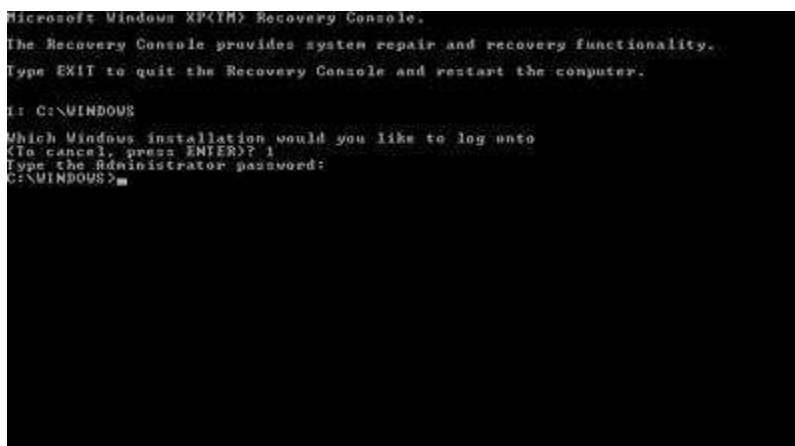 Microsoft Windows XP(TM) Recovery Console.
The Recovery Console provides system repair and recovery functionality.
Type EXIT to quit the Recovery Console and restart the computer.
1: C:\WINDOWS
Which Windows installation would you like to log onto
(To cancel, press ENTER)? 1
Type the Administrator password:
C:\WINDOWS>